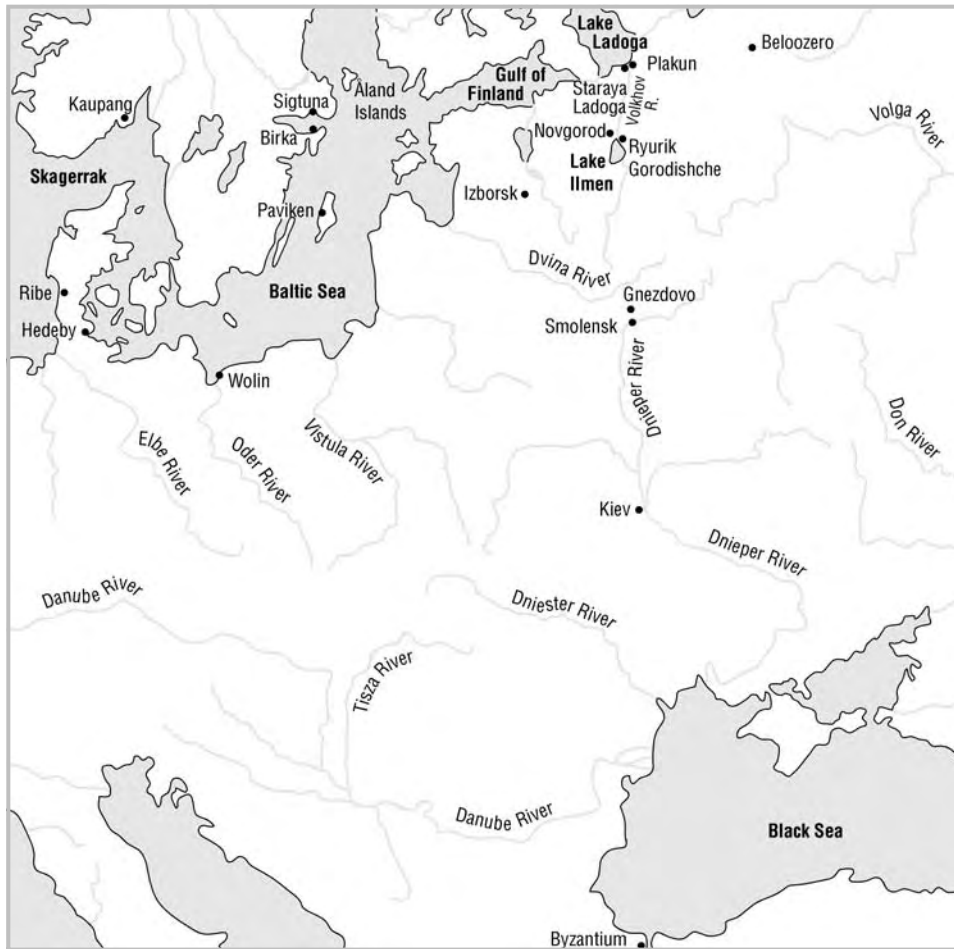 Lake
Ladoga
Beloozero
Plakun
Gulf of
Finland
Åland
Islands
Sigtuna
Kaupang
Staraya
Ladoga
Volkhov
R.
Birka
Novgorod
Volga River
Ryurik
Gorodishche
Lake
Ilmen
Skagerrak
Izborsk
Paviken
Dvina River
Ribe
Baltic Sea
Gnezdovo
Hedeby
Smolensk
Wolin
Dnieper River
Don River
Elbe River
Oder River
Vistula River
Kiev
Dnieper River
Danube River
Dniester River
Tisza River
Danube River
Black Sea
Byzantium